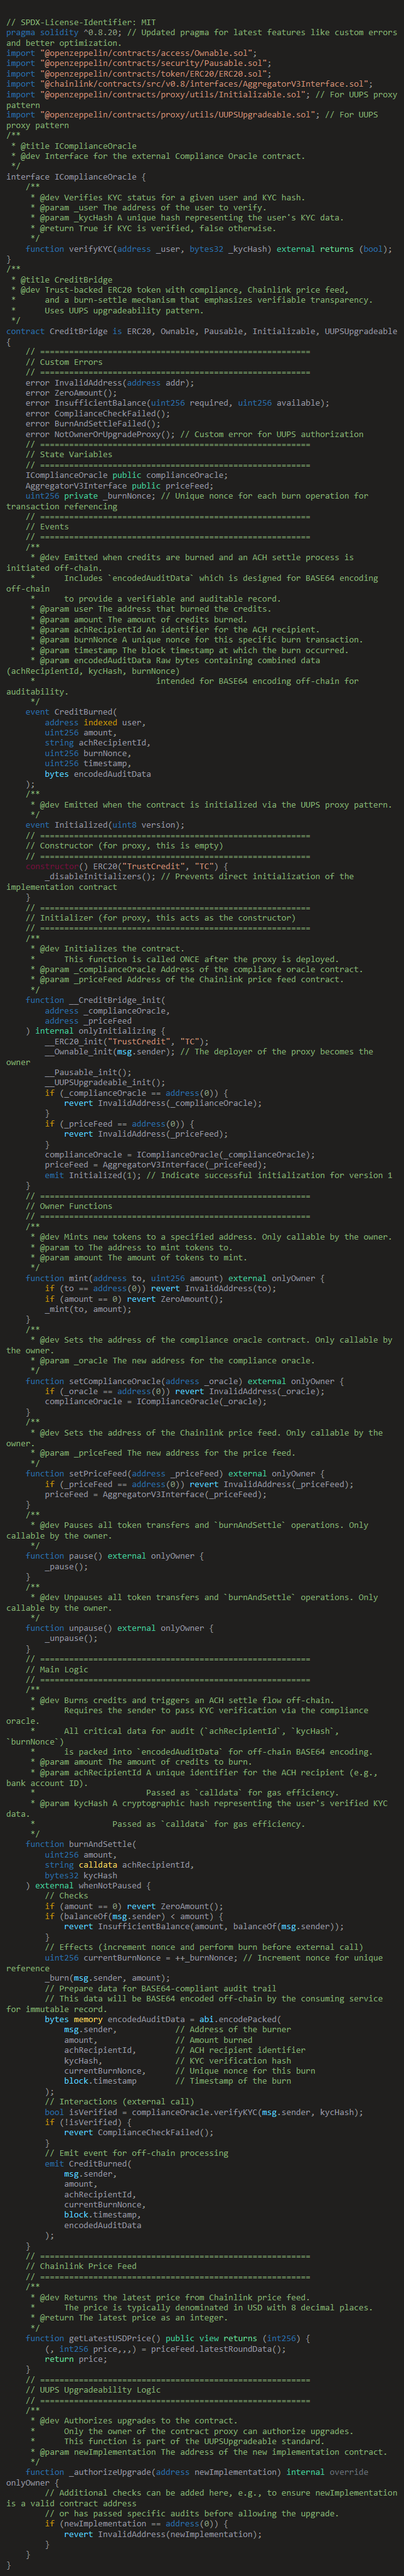 // SPDX-License-Identifier: MIT
pragma solidity ^0.8.20; // Updated pragma for latest features like custom errors
and better optimization.
import "@openzeppelin/contracts/access/Ownable.sol";
import "@openzeppelin/contracts/security/Pausable.sol";
import "@openzeppelin/contracts/token/ERC20/ERC20.sol";
import "@chainlink/contracts/src/v0.8/interfaces/AggregatorV3Interface.sol";
import "@openzeppelin/contracts/proxy/utils/Initializable.sol"; // For UUPS proxy
pattern
import "@openzeppelin/contracts/proxy/utils/UUPSUpgradeable.sol"; // For UUPS
proxy pattern
/**
 * @title IComplianceOracle
 * @dev Interface for the external Compliance Oracle contract.
 */
interface IComplianceOracle {
    /**
     * @dev Verifies KYC status for a given user and KYC hash.
     * @param _user The address of the user to verify.
     * @param _kycHash A unique hash representing the user's KYC data.
     * @return True if KYC is verified, false otherwise.
     */
    function verifyKYC(address _user, bytes32 _kycHash) external returns (bool);
}
/**
 * @title CreditBridge
 * @dev Trust-backed ERC20 token with compliance, Chainlink price feed,
 *      and a burn-settle mechanism that emphasizes verifiable transparency.
 *      Uses UUPS upgradeability pattern.
 */
contract CreditBridge is ERC20, Ownable, Pausable, Initializable, UUPSUpgradeable
{
    // ========================================================
    // Custom Errors
    // ========================================================
    error InvalidAddress(address addr);
    error ZeroAmount();
    error InsufficientBalance(uint256 required, uint256 available);
    error ComplianceCheckFailed();
    error BurnAndSettleFailed();
    error NotOwnerOrUpgradeProxy(); // Custom error for UUPS authorization
    // ========================================================
    // State Variables
    // ========================================================
    IComplianceOracle public complianceOracle;
    AggregatorV3Interface public priceFeed;
    uint256 private _burnNonce; // Unique nonce for each burn operation for
transaction referencing
    // ========================================================
    // Events
    // ========================================================
    /**
     * @dev Emitted when credits are burned and an ACH settle process is
initiated off-chain.
     *      Includes `encodedAuditData` which is designed for BASE64 encoding
off-chain
     *      to provide a verifiable and auditable record.
     * @param user The address that burned the credits.
     * @param amount The amount of credits burned.
     * @param achRecipientId An identifier for the ACH recipient.
     * @param burnNonce A unique nonce for this specific burn transaction.
     * @param timestamp The block timestamp at which the burn occurred.
     * @param encodedAuditData Raw bytes containing combined data
(achRecipientId, kycHash, burnNonce)
     *                         intended for BASE64 encoding off-chain for
auditability.
     */
    event CreditBurned(
        address indexed user,
        uint256 amount,
        string achRecipientId,
        uint256 burnNonce,
        uint256 timestamp,
        bytes encodedAuditData
    );
    /**
     * @dev Emitted when the contract is initialized via the UUPS proxy pattern.
     */
    event Initialized(uint8 version);
    // ========================================================
    // Constructor (for proxy, this is empty)
    // ========================================================
    constructor() ERC20("TrustCredit", "TC") {
        _disableInitializers(); // Prevents direct initialization of the
implementation contract
    }
    // ========================================================
    // Initializer (for proxy, this acts as the constructor)
    // ========================================================
    /**
     * @dev Initializes the contract.
     *      This function is called ONCE after the proxy is deployed.
     * @param _complianceOracle Address of the compliance oracle contract.
     * @param _priceFeed Address of the Chainlink price feed contract.
     */
    function __CreditBridge_init(
        address _complianceOracle,
        address _priceFeed
    ) internal onlyInitializing {
        __ERC20_init("TrustCredit", "TC");
        __Ownable_init(msg.sender); // The deployer of the proxy becomes the
owner
        __Pausable_init();
        __UUPSUpgradeable_init();
        if (_complianceOracle == address(0)) {
            revert InvalidAddress(_complianceOracle);
        }
        if (_priceFeed == address(0)) {
            revert InvalidAddress(_priceFeed);
        }
        complianceOracle = IComplianceOracle(_complianceOracle);
        priceFeed = AggregatorV3Interface(_priceFeed);
        emit Initialized(1); // Indicate successful initialization for version 1
    }
    // ========================================================
    // Owner Functions
    // ========================================================
    /**
     * @dev Mints new tokens to a specified address. Only callable by the owner.
     * @param to The address to mint tokens to.
     * @param amount The amount of tokens to mint.
     */
    function mint(address to, uint256 amount) external onlyOwner {
        if (to == address(0)) revert InvalidAddress(to);
        if (amount == 0) revert ZeroAmount();
        _mint(to, amount);
    }
    /**
     * @dev Sets the address of the compliance oracle contract. Only callable by
the owner.
     * @param _oracle The new address for the compliance oracle.
     */
    function setComplianceOracle(address _oracle) external onlyOwner {
        if (_oracle == address(0)) revert InvalidAddress(_oracle);
        complianceOracle = IComplianceOracle(_oracle);
    }
    /**
     * @dev Sets the address of the Chainlink price feed. Only callable by the
owner.
     * @param _priceFeed The new address for the price feed.
     */
    function setPriceFeed(address _priceFeed) external onlyOwner {
        if (_priceFeed == address(0)) revert InvalidAddress(_priceFeed);
        priceFeed = AggregatorV3Interface(_priceFeed);
    }
    /**
     * @dev Pauses all token transfers and `burnAndSettle` operations. Only
callable by the owner.
     */
    function pause() external onlyOwner {
        _pause();
    }
    /**
     * @dev Unpauses all token transfers and `burnAndSettle` operations. Only
callable by the owner.
     */
    function unpause() external onlyOwner {
        _unpause();
    }
    // ========================================================
    // Main Logic
    // ========================================================
    /**
     * @dev Burns credits and triggers an ACH settle flow off-chain.
     *      Requires the sender to pass KYC verification via the compliance
oracle.
     *      All critical data for audit (`achRecipientId`, `kycHash`,
`burnNonce`)
     *      is packed into `encodedAuditData` for off-chain BASE64 encoding.
     * @param amount The amount of credits to burn.
     * @param achRecipientId A unique identifier for the ACH recipient (e.g.,
bank account ID).
     *                       Passed as `calldata` for gas efficiency.
     * @param kycHash A cryptographic hash representing the user's verified KYC
data.
     *                Passed as `calldata` for gas efficiency.
     */
    function burnAndSettle(
        uint256 amount,
        string calldata achRecipientId,
        bytes32 kycHash
    ) external whenNotPaused {
        // Checks
        if (amount == 0) revert ZeroAmount();
        if (balanceOf(msg.sender) < amount) {
            revert InsufficientBalance(amount, balanceOf(msg.sender));
        }
        // Effects (increment nonce and perform burn before external call)
        uint256 currentBurnNonce = ++_burnNonce; // Increment nonce for unique
reference
        _burn(msg.sender, amount);
        // Prepare data for BASE64-compliant audit trail
        // This data will be BASE64 encoded off-chain by the consuming service
for immutable record.
        bytes memory encodedAuditData = abi.encodePacked(
            msg.sender,            // Address of the burner
            amount,                // Amount burned
            achRecipientId,        // ACH recipient identifier
            kycHash,               // KYC verification hash
            currentBurnNonce,      // Unique nonce for this burn
            block.timestamp        // Timestamp of the burn
        );
        // Interactions (external call)
        bool isVerified = complianceOracle.verifyKYC(msg.sender, kycHash);
        if (!isVerified) {
            revert ComplianceCheckFailed();
        }
        // Emit event for off-chain processing
        emit CreditBurned(
            msg.sender,
            amount,
            achRecipientId,
            currentBurnNonce,
            block.timestamp,
            encodedAuditData
        );
    }
    // ========================================================
    // Chainlink Price Feed
    // ========================================================
    /**
     * @dev Returns the latest price from Chainlink price feed.
     *      The price is typically denominated in USD with 8 decimal places.
     * @return The latest price as an integer.
     */
    function getLatestUSDPrice() public view returns (int256) {
        (, int256 price,,,) = priceFeed.latestRoundData();
        return price;
    }
    // ========================================================
    // UUPS Upgradeability Logic
    // ========================================================
    /**
     * @dev Authorizes upgrades to the contract.
     *      Only the owner of the contract proxy can authorize upgrades.
     *      This function is part of the UUPSUpgradeable standard.
     * @param newImplementation The address of the new implementation contract.
     */
    function _authorizeUpgrade(address newImplementation) internal override
onlyOwner {
        // Additional checks can be added here, e.g., to ensure newImplementation
is a valid contract address
        // or has passed specific audits before allowing the upgrade.
        if (newImplementation == address(0)) {
            revert InvalidAddress(newImplementation);
        }
    }
}